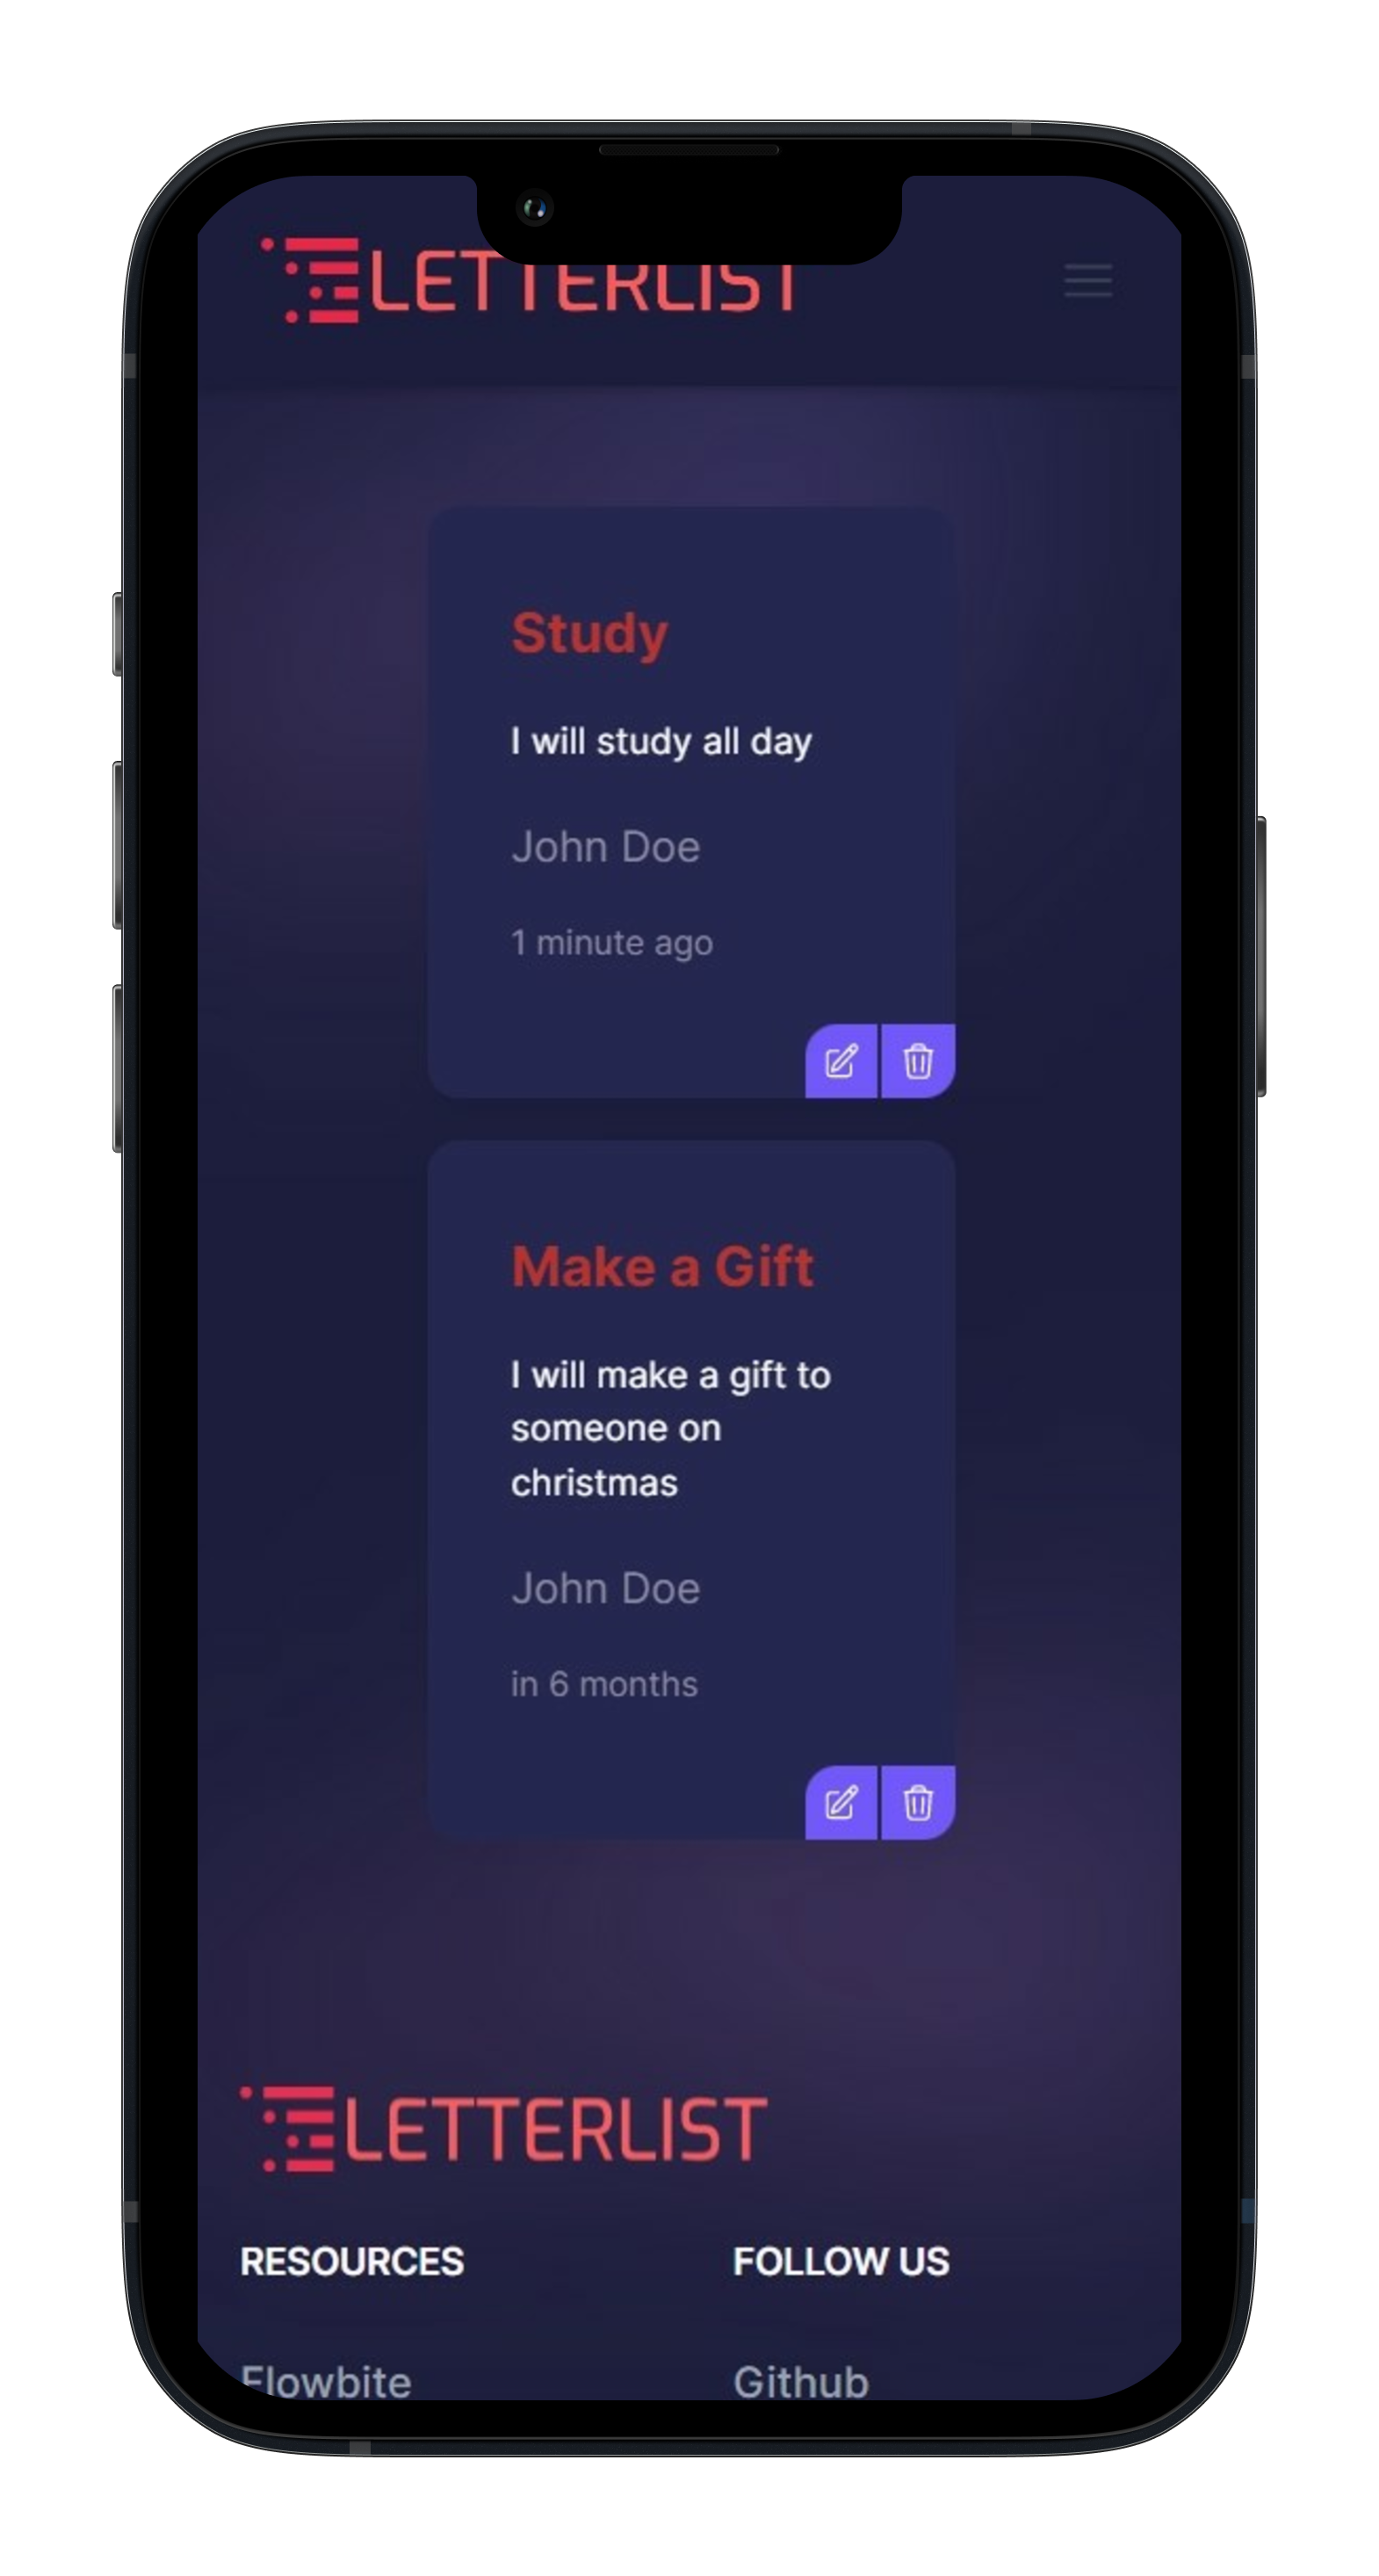 LETTERLIST
Study
I will study all day
John Doe
1 minute ago
Make a Gift
I will make a gift to
someone on
christmas
John Doe
in 6 months
LETTERLIST
RESOURCES
FOLLOW US
Flowbite
Github